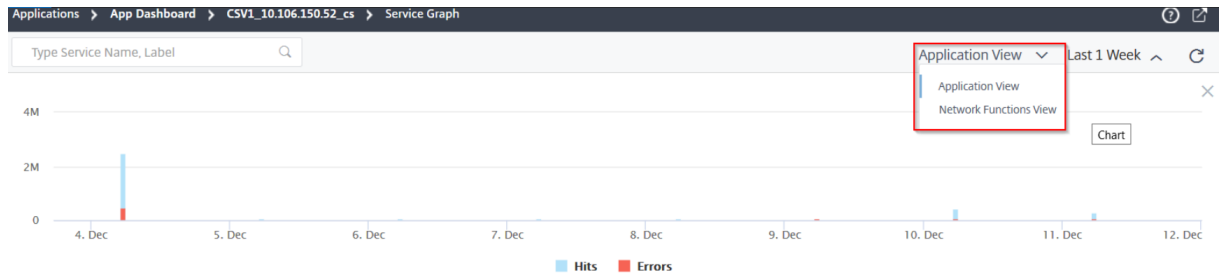 Applications > App Dashboard > CSV1_10.106.150.52_cs > Service Graph
Type Service Name, Label
Application View
Last 1 Week
Application View
Network Functions View
Chart
4M
2M
0
4. Dec 5. Dec 6. Dec 7. Dec 8. Dec 9. Dec 10. Dec 11. Dec 12. Dec
Hits Errors